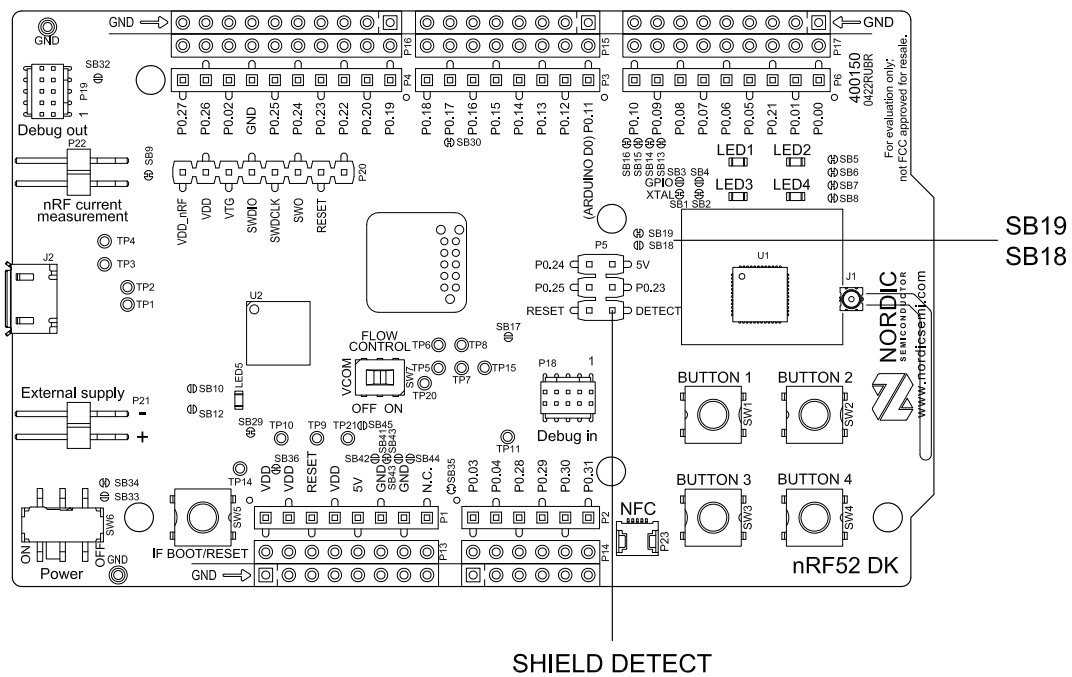 GND
GND
GND
P16
P15
P17
GND
SB32
P19
1
Debug out
P4
P3
P6
P0.27
P0.26
P0.02
GND
P0.25
P0.24
P0.23
P0.22
P0.20
P0.19
P0.18
P0.17
P0.16
P0.15
P0.14
P0.13
P0.12
(ARDUINO D0) P0.11
P0.10
P0.09
P0.08
P0.07
P0.06
P0.05
P0.21
P0.01
P0.00
400150
0422RUBR
For evaluation only;
not FCC approved for resale.
P22
nRF current
measurement
SB9
SB30
P20
VDD_nRF
VDD
VTG
SWDIO
SWDCLK
SWO
RESET
SB16
SB15
SB14
SB13
LED1
LED2
LED3
LED4
SB3
SB4
GPIO
XTAL
SB1
SB2
SB5
SB6
SB7
SB8
SB19
SB18
SB19
SB18
TP4
TP3
TP2
TP1
J2
U2
P5
P0.24
5V
P0.25
P0.23
RESET
DETECT
U1
J1
NORDIC
SEMICONDUCTOR
www.nordicsemi.com
FLOW
CONTROL
VCOM
SW7
OFF ON
TP6
TP8
TP5
TP7
TP15
TP20
SB17
P18
1
Debug in
BUTTON 1
BUTTON 2
SW1
SW2
External supply
P21
-
+
SB10
SB12
LED5
SB29
TP10
TP9
TP21
SB45
SB41
SB43
SB42
SB43
SB44
TP11
TP14
SB36
SB35
VDD
VDD
RESET
VDD
5V
GND
GND
N.C.
P0.03
P0.04
P0.28
P0.29
P0.30
P0.31
BUTTON 3
BUTTON 4
SW3
SW4
SB34
SB33
SW6
ON
OFF
Power
GND
SW5
IF BOOT/RESET
P1
P2
P13
P14
GND
NFC
P23
nRF52 DK
SHIELD DETECT